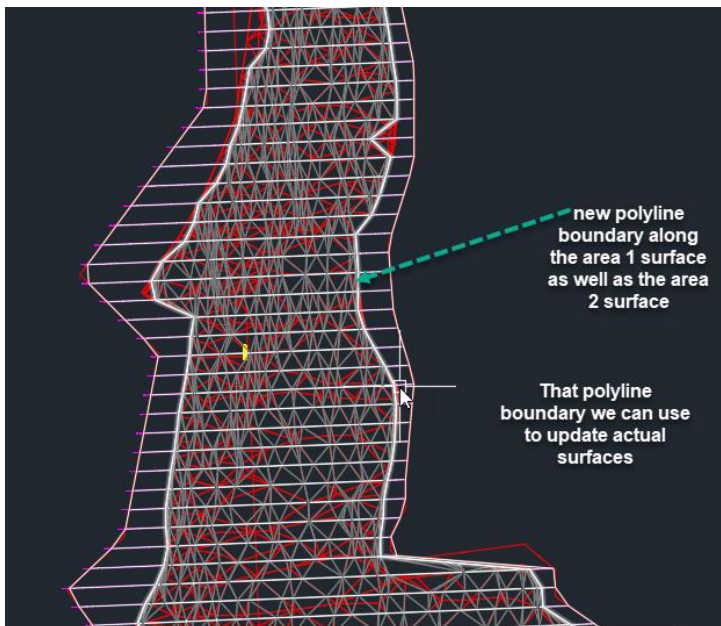 new polyline
boundary along
the area 1 surface
as well as the area
2 surface
That polyline
boundary we can use
to update actual
surfaces